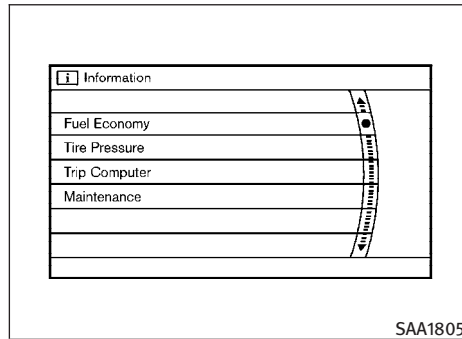 i Information
Fuel Economy
Tire Pressure
Trip Computer
Maintenance
SAA1805